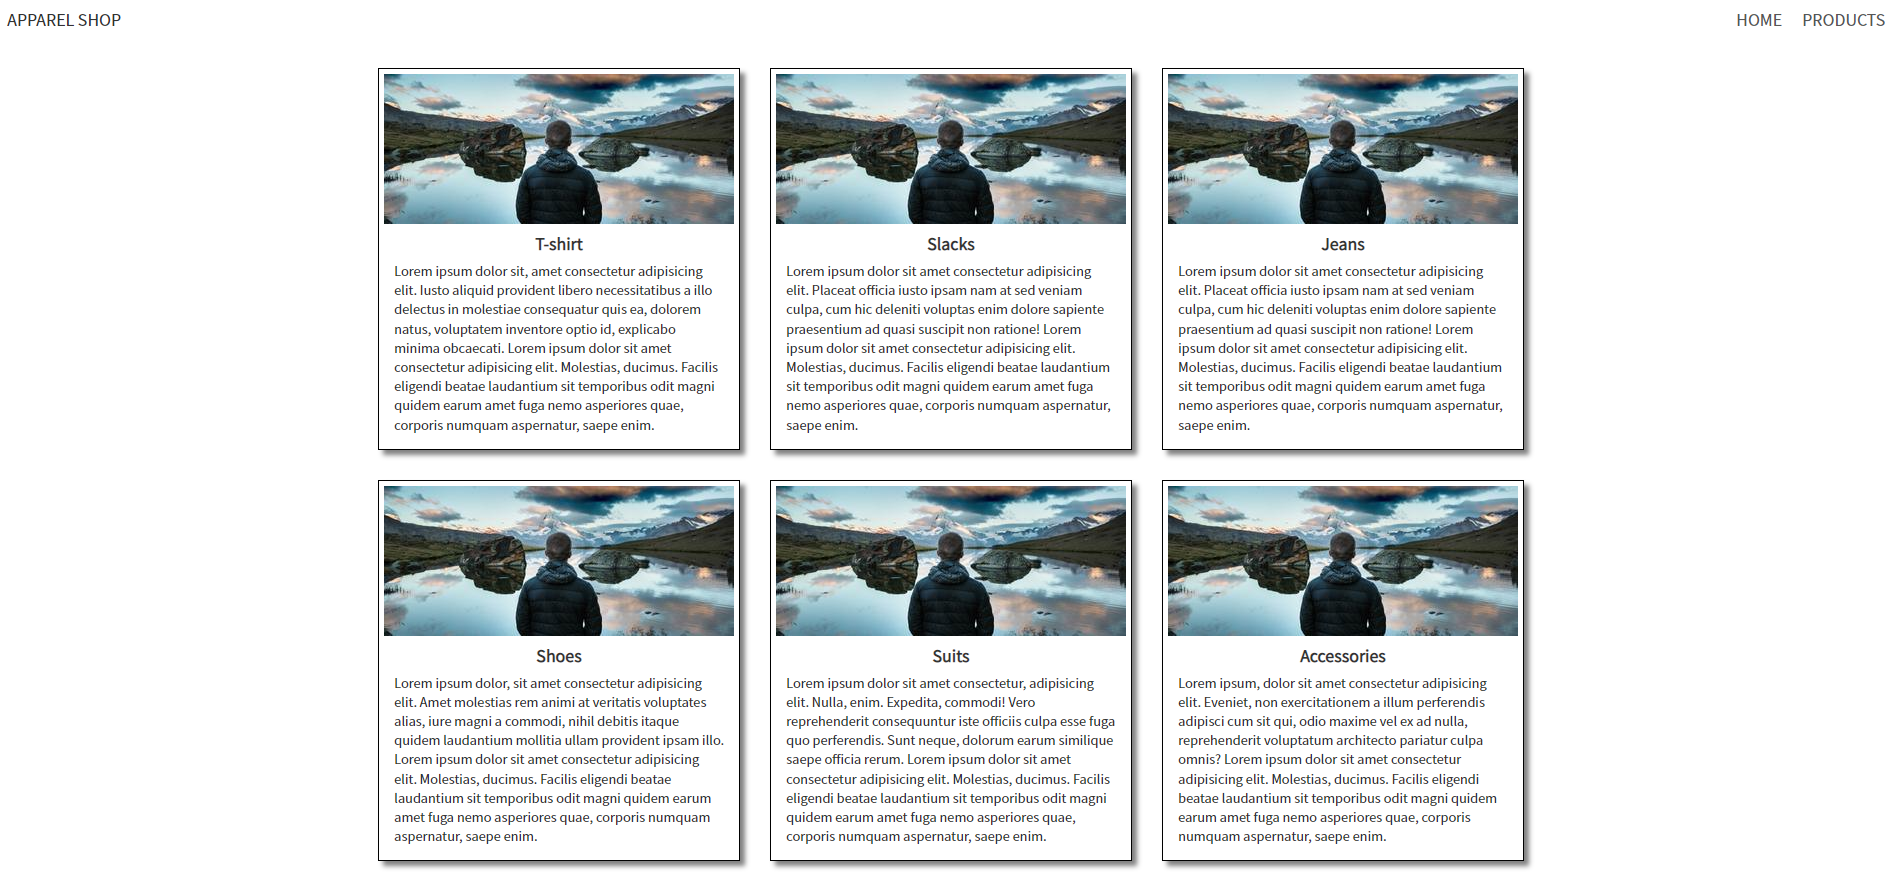 APPAREL SHOP
HOME PRODUCTS
T-shirt
Lorem ipsum dolor sit, amet consectetur adipisicing
elit. Iusto aliquid provident libero necessitatibus a illo
delectus in molestiae consequatur quis ea, dolorem
natus, voluptatem inventore optio id, explicabo
minima obcaecati. Lorem ipsum dolor sit amet
consectetur adipisicing elit. Molestias, ducimus. Facilis
eligendi beatae laudantium sit temporibus odit magni
quidem earum amet fuga nemo asperiores quae,
corporis numquam aspernatur, saepe enim.
Slacks
Lorem ipsum dolor sit amet consectetur adipisicing
elit. Placeat officia iusto ipsam nam at sed veniam
culpa, cum hic deleniti voluptas enim dolore sapiente
praesentium ad quasi suscipit non ratione! Lorem
ipsum dolor sit amet consectetur adipisicing elit.
Molestias, ducimus. Facilis eligendi beatae laudantium
sit temporibus odit magni quidem earum amet fuga
nemo asperiores quae, corporis numquam aspernatur,
saepe enim.
Jeans
Lorem ipsum dolor sit amet consectetur adipisicing
elit. Placeat officia iusto ipsam nam at sed veniam
culpa, cum hic deleniti voluptas enim dolore sapiente
praesentium ad quasi suscipit non ratione! Lorem
ipsum dolor sit amet consectetur adipisicing elit.
Molestias, ducimus. Facilis eligendi beatae laudantium
sit temporibus odit magni quidem earum amet fuga
nemo asperiores quae, corporis numquam aspernatur,
saepe enim.
Shoes
Lorem ipsum dolor, sit amet consectetur adipisicing
elit. Amet molestias rem animi at veritatis voluptates
alias, iure magni a commodi, nihil debitis itaque
quidem laudantium mollitia ullam provident ipsam illo.
Lorem ipsum dolor sit amet consectetur adipisicing
elit. Molestias, ducimus. Facilis eligendi beatae
laudantium sit temporibus odit magni quidem earum
amet fuga nemo asperiores quae, corporis numquam
aspernatur, saepe enim.
Suits
Lorem ipsum dolor sit amet consectetur, adipisicing
elit. Nulla, enim. Expedita, commodi! Vero
reprehenderit consequuntur iste officiis culpa esse fuga
quo perferendis. Sunt neque, dolorum earum similique
saepe officia rerum. Lorem ipsum dolor sit amet
consectetur adipisicing elit. Molestias, ducimus. Facilis
eligendi beatae laudantium sit temporibus odit magni
quidem earum amet fuga nemo asperiores quae,
corporis numquam aspernatur, saepe enim.
Accessories
Lorem ipsum, dolor sit amet consectetur adipisicing
elit. Eveniet, non exercitationem a illum perferendis
adipisci cum sit qui, odio maxime vel ex ad nulla,
reprehenderit voluptatum architecto pariatur culpa
omnis? Lorem ipsum dolor sit amet consectetur
adipisicing elit. Molestias, ducimus. Facilis eligendi
beatae laudantium sit temporibus odit magni quidem
earum amet fuga nemo asperiores quae, corporis
numquam aspernatur, saepe enim.